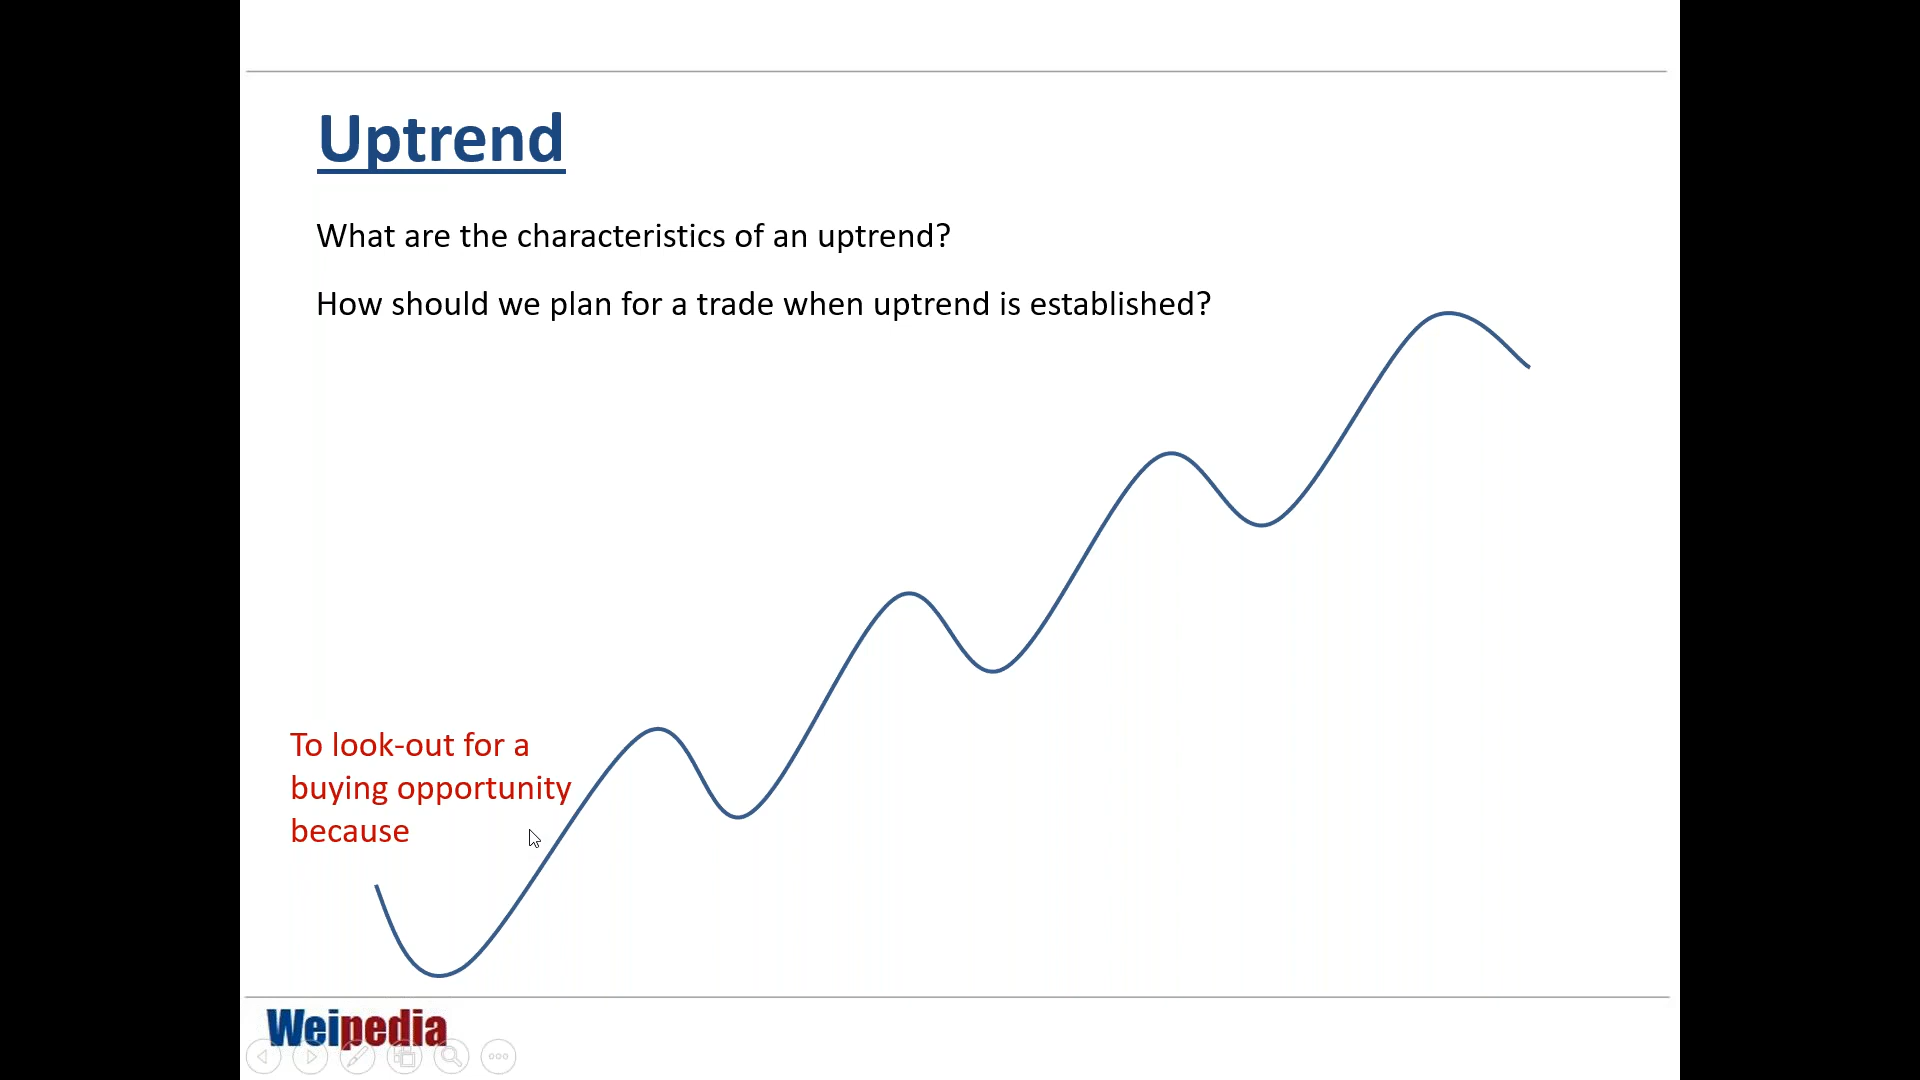 Uptrend
What are the characteristics of an uptrend?
How should we plan for a trade when uptrend is established?
To look-out for a
buying opportunity
because
Weipedia